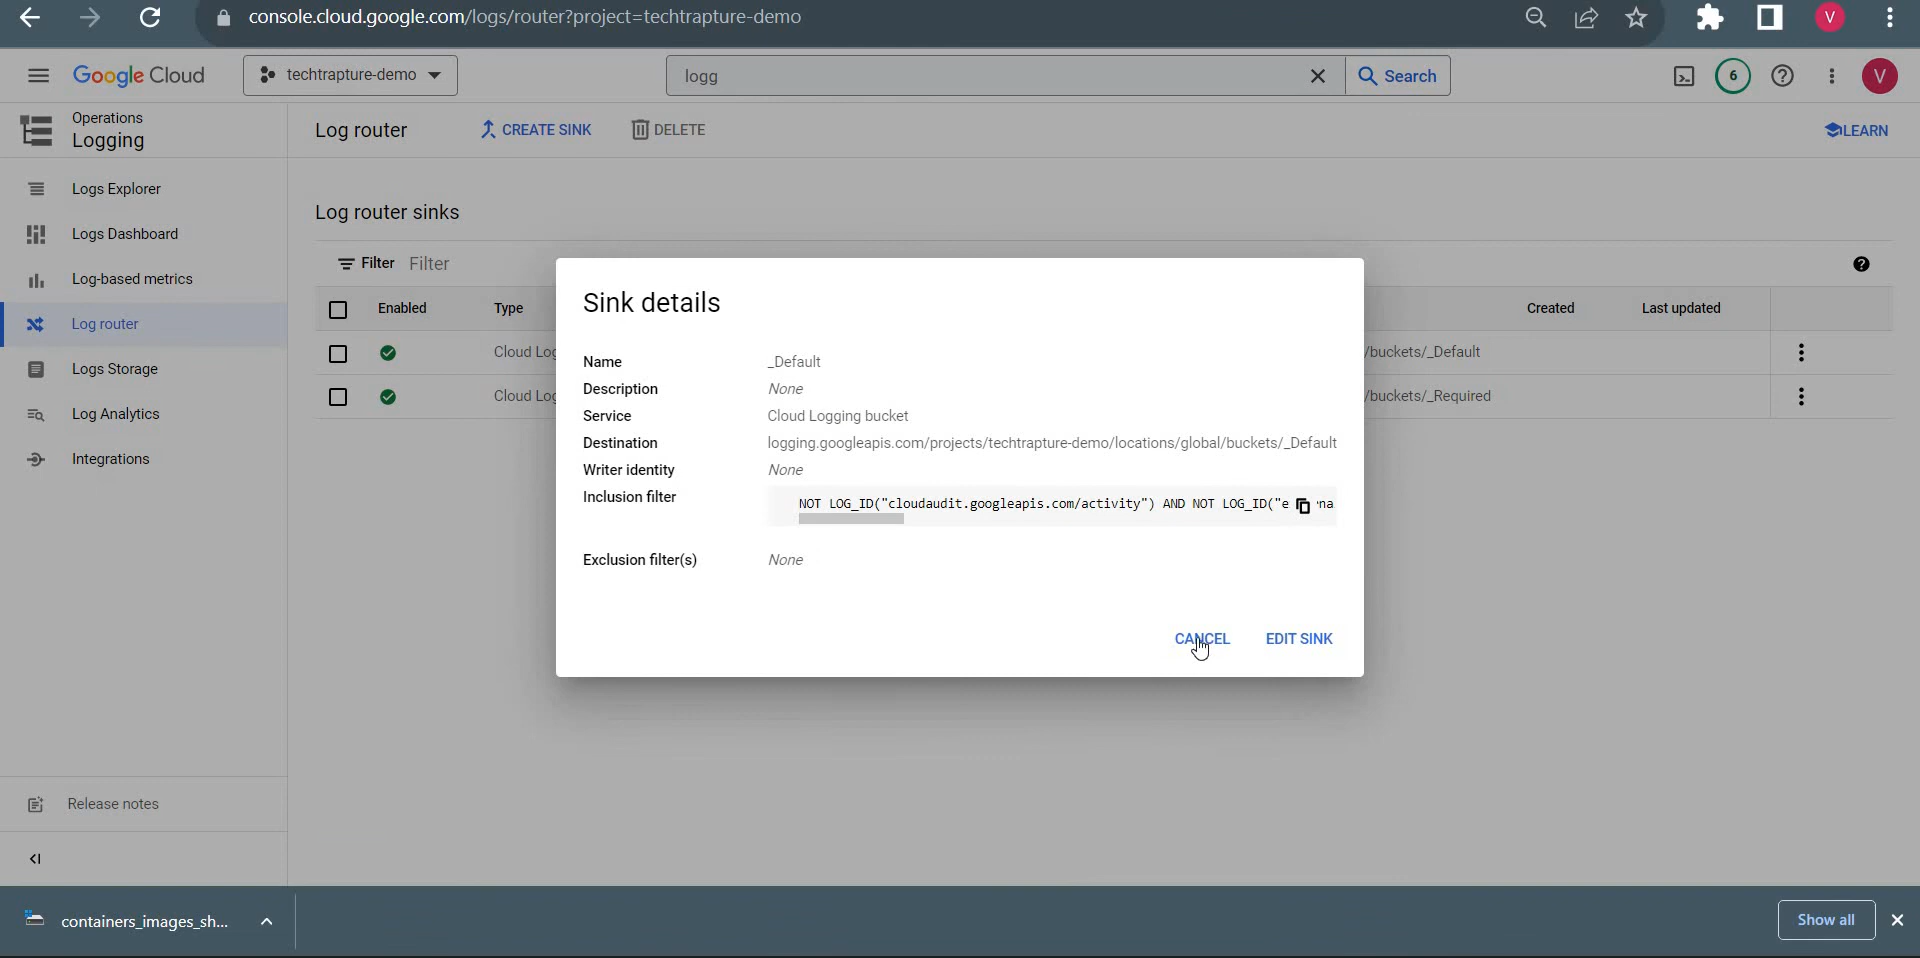 console.cloud.google.com/logs/router?project=techtrapture-demo
V
Google Cloud
techtrapture-demo
logg
Search
6
V
Operations
Logging
Log router
CREATE SINK
DELETE
LEARN
Logs Explorer
Logs Dashboard
Log-based metrics
Log router
Logs Storage
Log Analytics
Integrations
Release notes
Log router sinks
Filter Filter
Enabled Type Created Last updated
Cloud Log /buckets/_Default
Cloud Log /buckets/_Required
Sink details
Name _Default
Description None
Service Cloud Logging bucket
Destination logging.googleapis.com/projects/techtrapture-demo/locations/global/buckets/_Default
Writer identity None
Inclusion filter NOT LOG_ID("cloudaudit.googleapis.com/activity") AND NOT LOG_ID("e rna
Exclusion filter(s) None
CANCEL EDIT SINK
containers_images_sh...
Show all